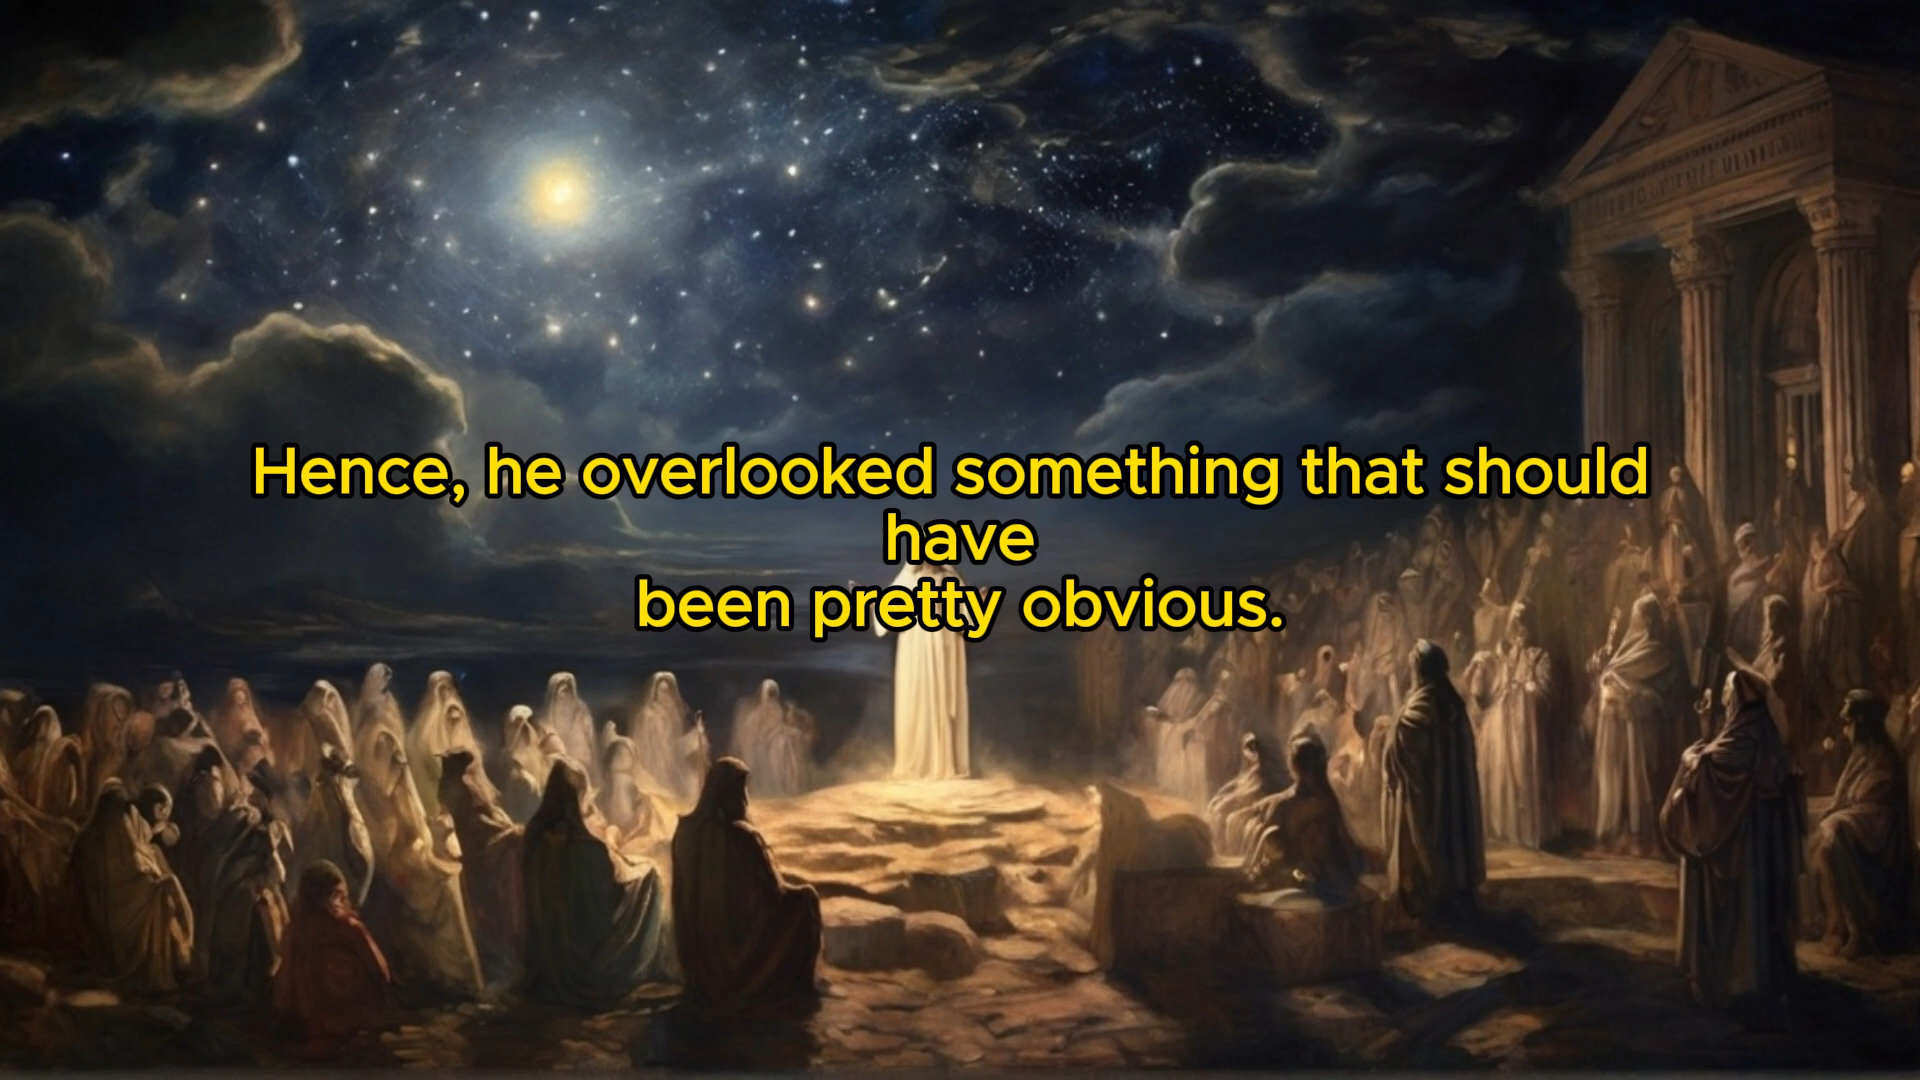 Hence, he overlooked something that should
have
been pretty obvious.